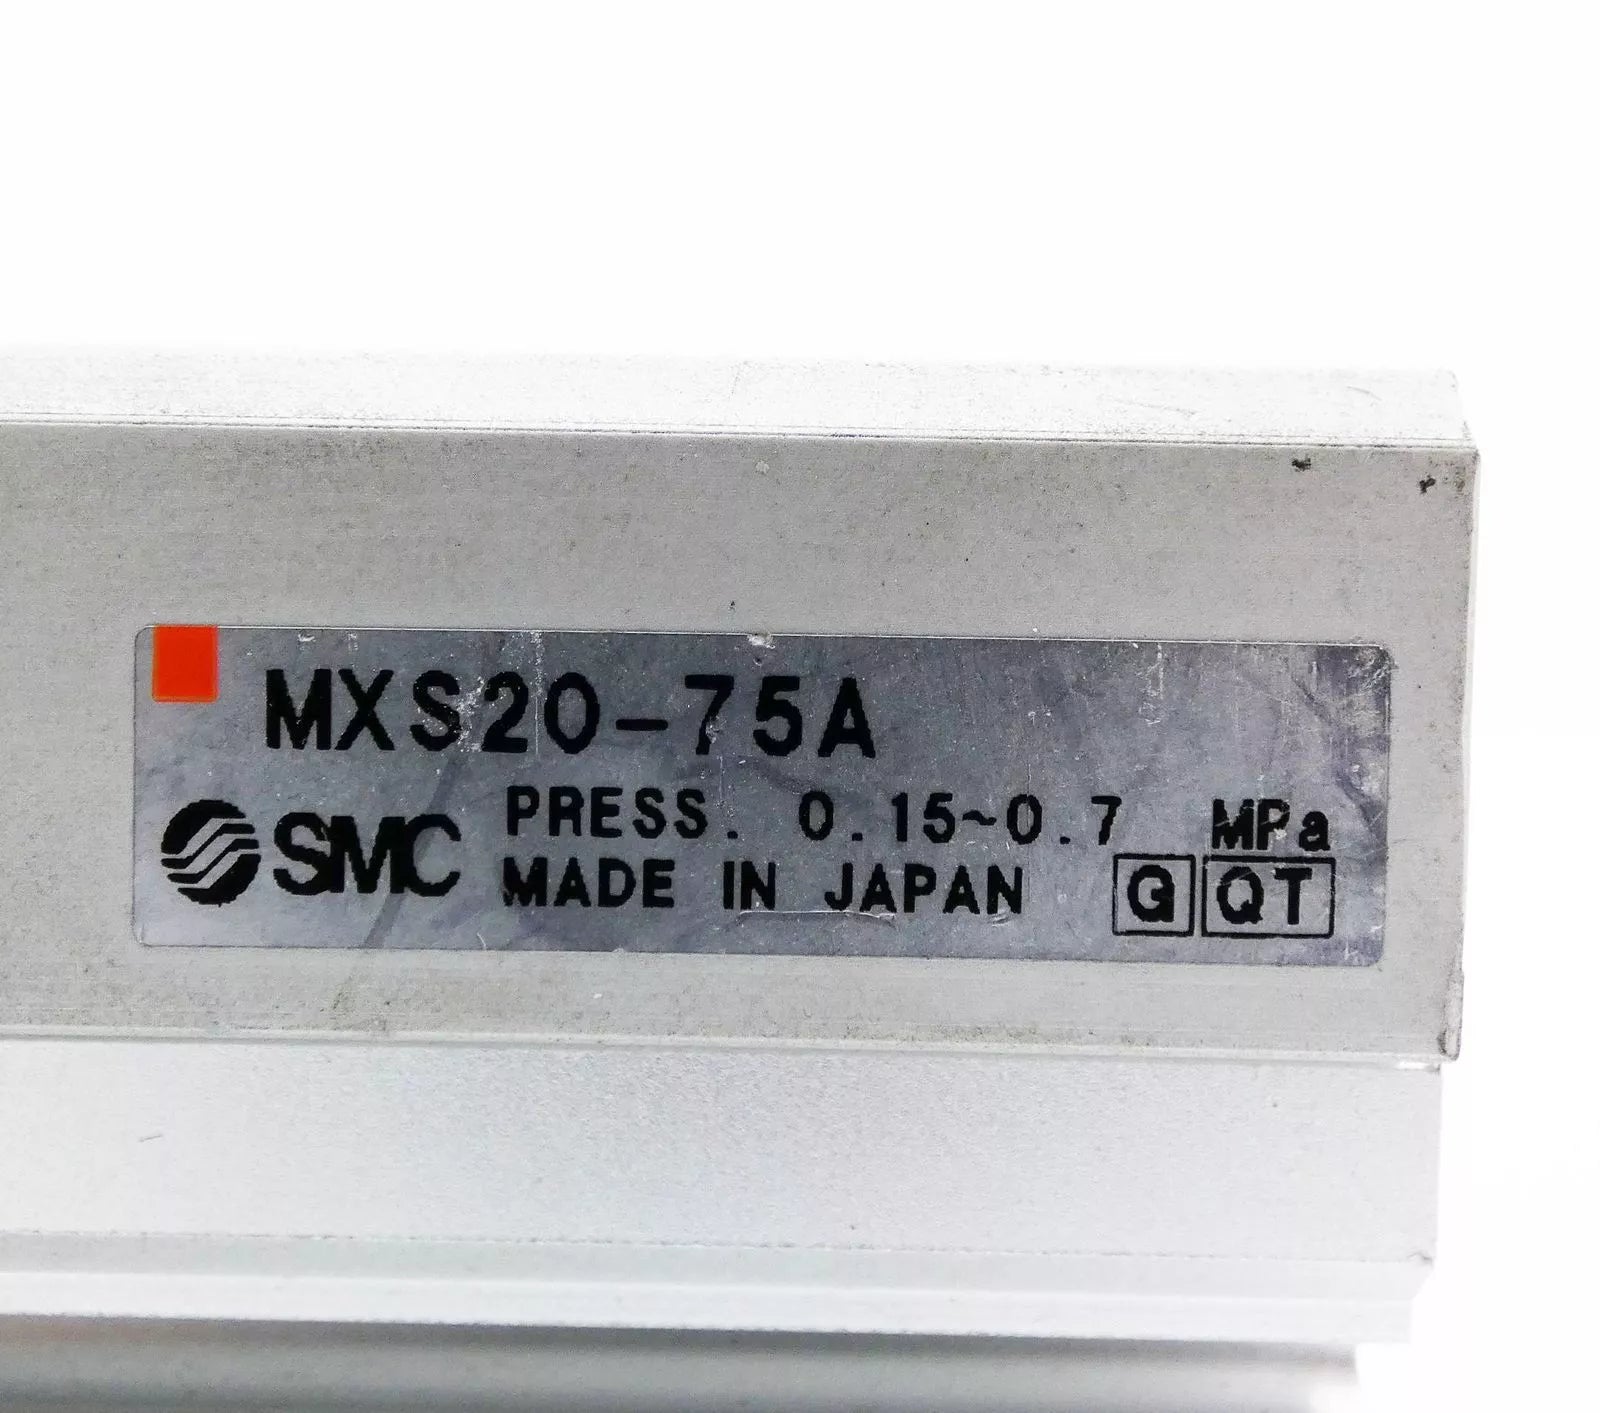 MXS20-75A
SMC PRESS. 0.15~0.7 MPa
MADE IN JAPAN G QT